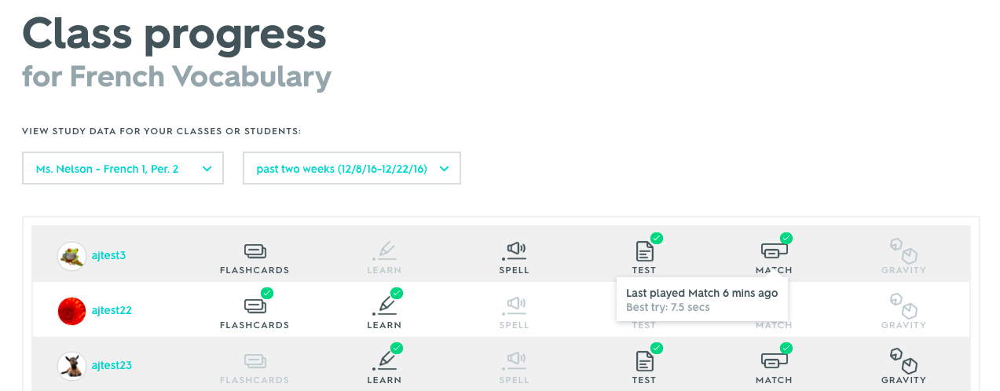 Class progress
for French Vocabulary
VIEW STUDY DATA FOR YOUR CLASSES OR STUDENTS:
Ms. Nelson - French 1, Per. 2
past two weeks (12/8/16-12/22/16)
ajtest3
FLASHCARDS LEARN SPELL TEST MATCH GRAVITY
Last played Match 6 mins ago
Best try: 7.5 secs
ajtest22
FLASHCARDS LEARN SPELL TEST MATCH GRAVITY
ajtest23
FLASHCARDS LEARN SPELL TEST MATCH GRAVITY